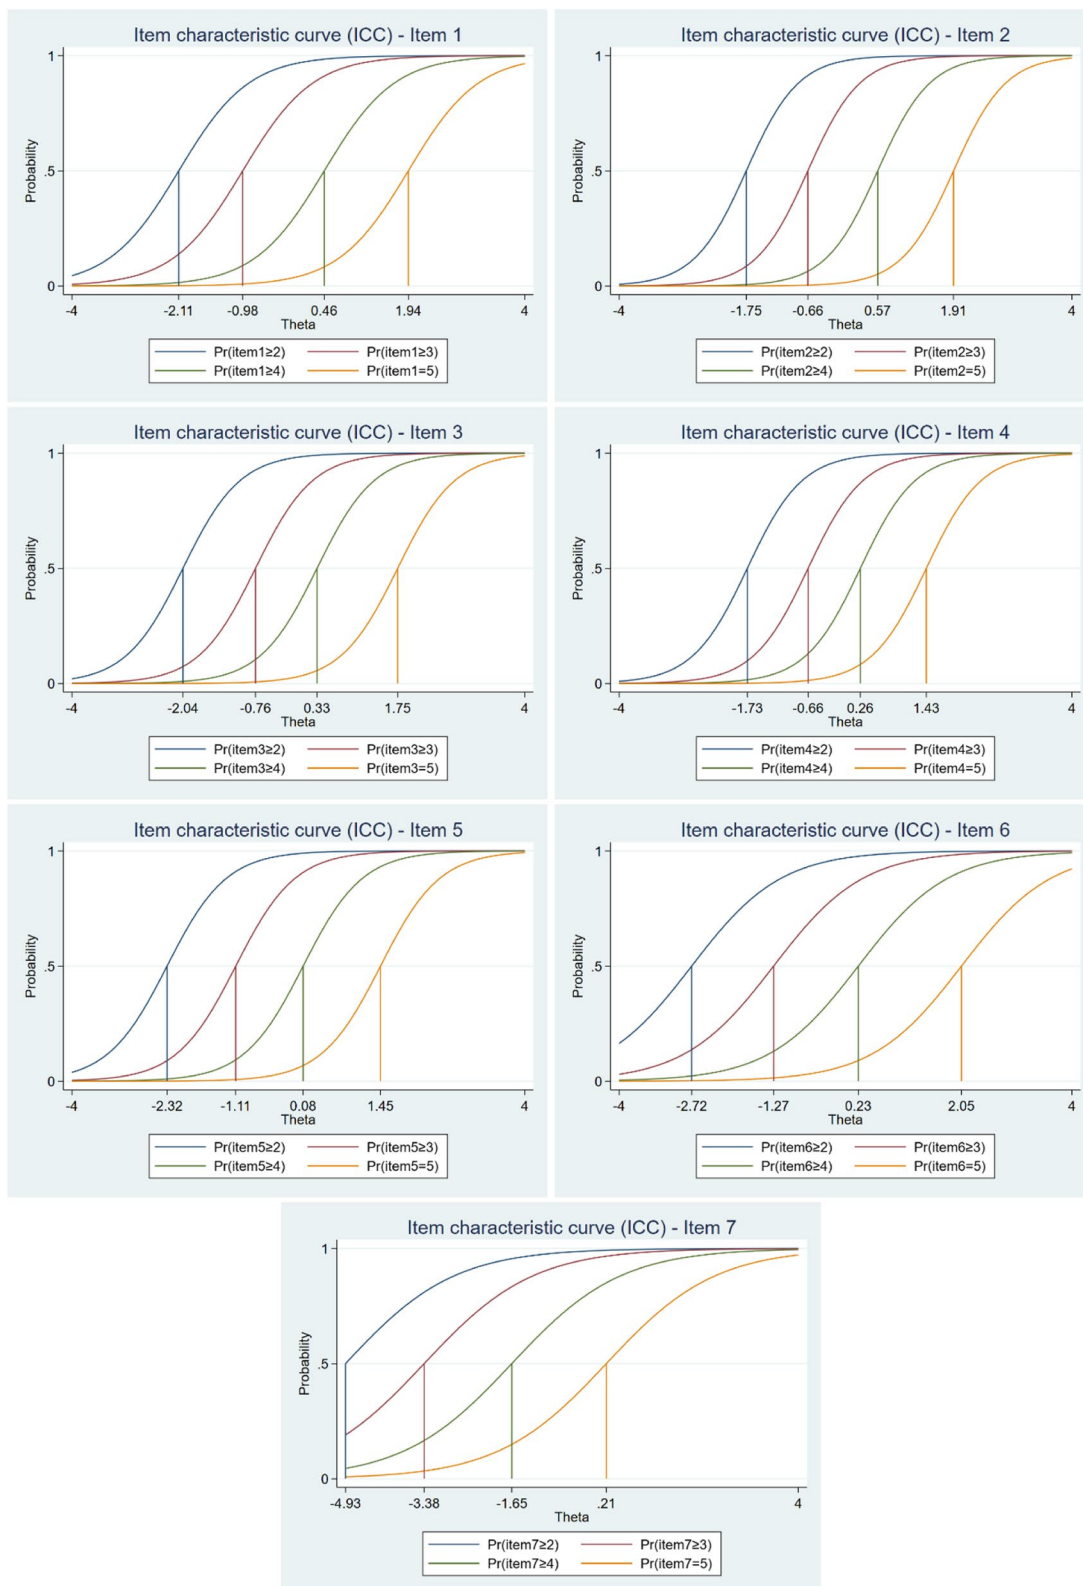 Item characteristic curve (ICC) - Item 1
1
.5
0
Probability
-4 -2.11 -0.98 0.46 1.94 4
Theta
Pr(item1≥2) Pr(item1≥3)
Pr(item1≥4) Pr(item1=5)
Item characteristic curve (ICC) - Item 2
1
.5
0
Probability
-4 -1.75 -0.66 0.57 1.91 4
Theta
Pr(item2≥2) Pr(item2≥3)
Pr(item2≥4) Pr(item2=5)
Item characteristic curve (ICC) - Item 3
1
.5
0
Probability
-4 -2.04 -0.76 0.33 1.75 4
Theta
Pr(item3≥2) Pr(item3≥3)
Pr(item3≥4) Pr(item3=5)
Item characteristic curve (ICC) - Item 4
1
.5
0
Probability
-4 -1.73 -0.66 0.26 1.43 4
Theta
Pr(item4≥2) Pr(item4≥3)
Pr(item4≥4) Pr(item4=5)
Item characteristic curve (ICC) - Item 5
1
.5
0
Probability
-4 -2.32 -1.11 0.08 1.45 4
Theta
Pr(item5≥2) Pr(item5≥3)
Pr(item5≥4) Pr(item5=5)
Item characteristic curve (ICC) - Item 6
1
.5
0
Probability
-4 -2.72 -1.27 0.23 2.05 4
Theta
Pr(item6≥2) Pr(item6≥3)
Pr(item6≥4) Pr(item6=5)
Item characteristic curve (ICC) - Item 7
1
.5
0
Probability
-4.93 -3.38 -1.65 .21 4
Theta
Pr(item7≥2) Pr(item7≥3)
Pr(item7≥4) Pr(item7=5)